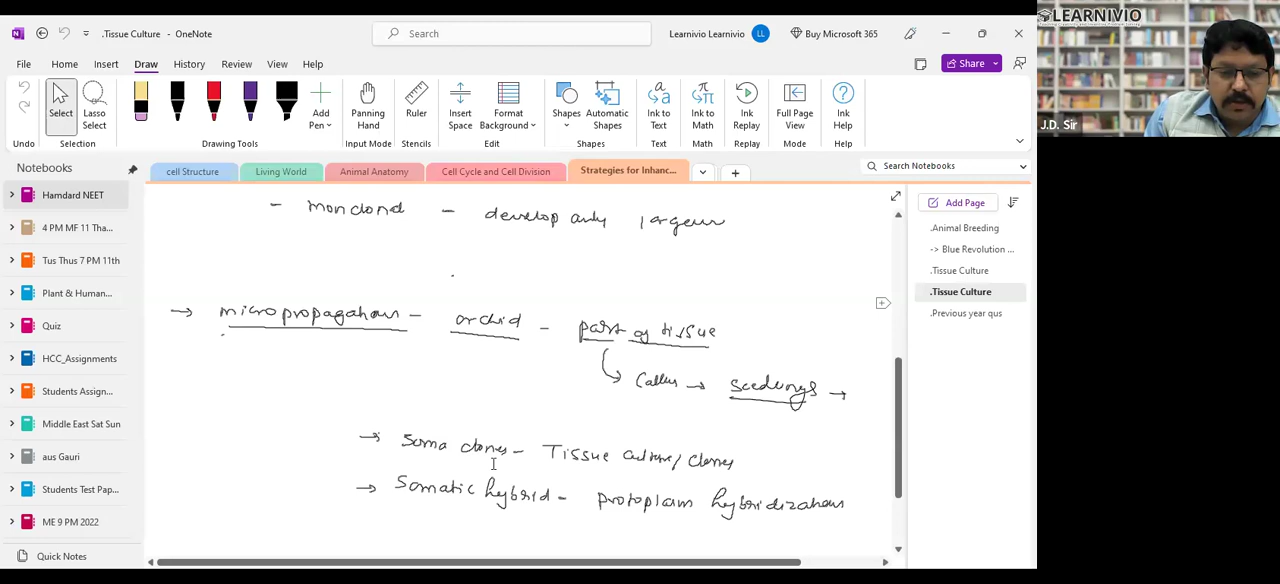 .Tissue Culture - OneNote
Search
Learnivio Learnivio LL
Buy Microsoft 365
LEARNIVIO
File Home Insert Draw History Review View Help
Share
Select
Lasso Select
Add Pen
Panning Hand
Ruler
Insert Space
Format Background
Shapes
Automatic Shapes
Ink to Text
Ink to Math
Ink Replay
Full Page View
Ink Help
Undo Selection Drawing Tools Input Mode Stencils Edit Shapes Text Math Replay Mode Help
J.D. Sir
Notebooks
cell Structure
Living World
Animal Anatomy
Cell Cycle and Cell Division
Strategies for Inhanc...
Search Notebooks
Hamdard NEET
4 PM MF 11 Tha...
Tus Thus 7 PM 11th
Plant & Human...
Quiz
HCC_Assignments
Students Assign...
Middle East Sat Sun
aus Gauri
Students Test Pap...
ME 9 PM 2022
Quick Notes
- monclonal - develop only
→ micropropagation - orchid - part of tissue
↳ callus → seedlings →
→ Soma clones - Tissue culture/clones
→ Somatic hybrid - protoplasm hybridization
Add Page
.Animal Breeding
-> Blue Revolution ...
.Tissue Culture
.Tissue Culture
.Previous year qus